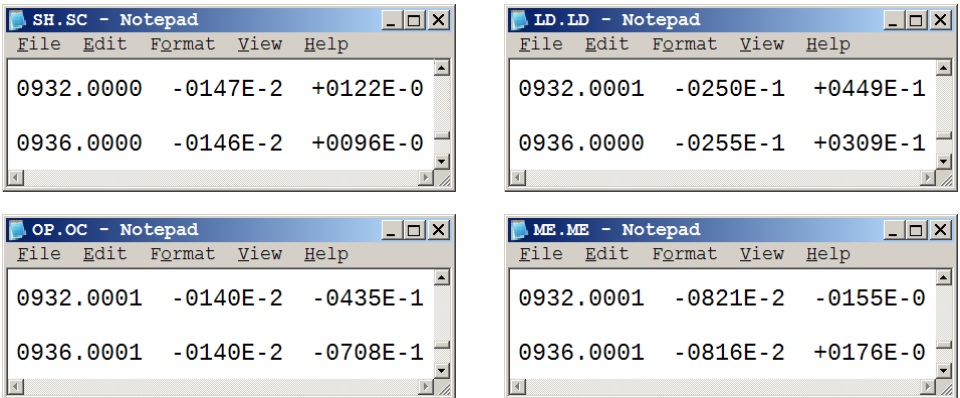 SH.SC - Notepad
File Edit Format View Help
0932.0000 -0147E-2 +0122E-0
0936.0000 -0146E-2 +0096E-0
LD.LD - Notepad
File Edit Format View Help
0932.0001 -0250E-1 +0449E-1
0936.0000 -0255E-1 +0309E-1
OP.OC - Notepad
File Edit Format View Help
0932.0001 -0140E-2 -0435E-1
0936.0001 -0140E-2 -0708E-1
ME.ME - Notepad
File Edit Format View Help
0932.0001 -0821E-2 -0155E-0
0936.0001 -0816E-2 +0176E-0